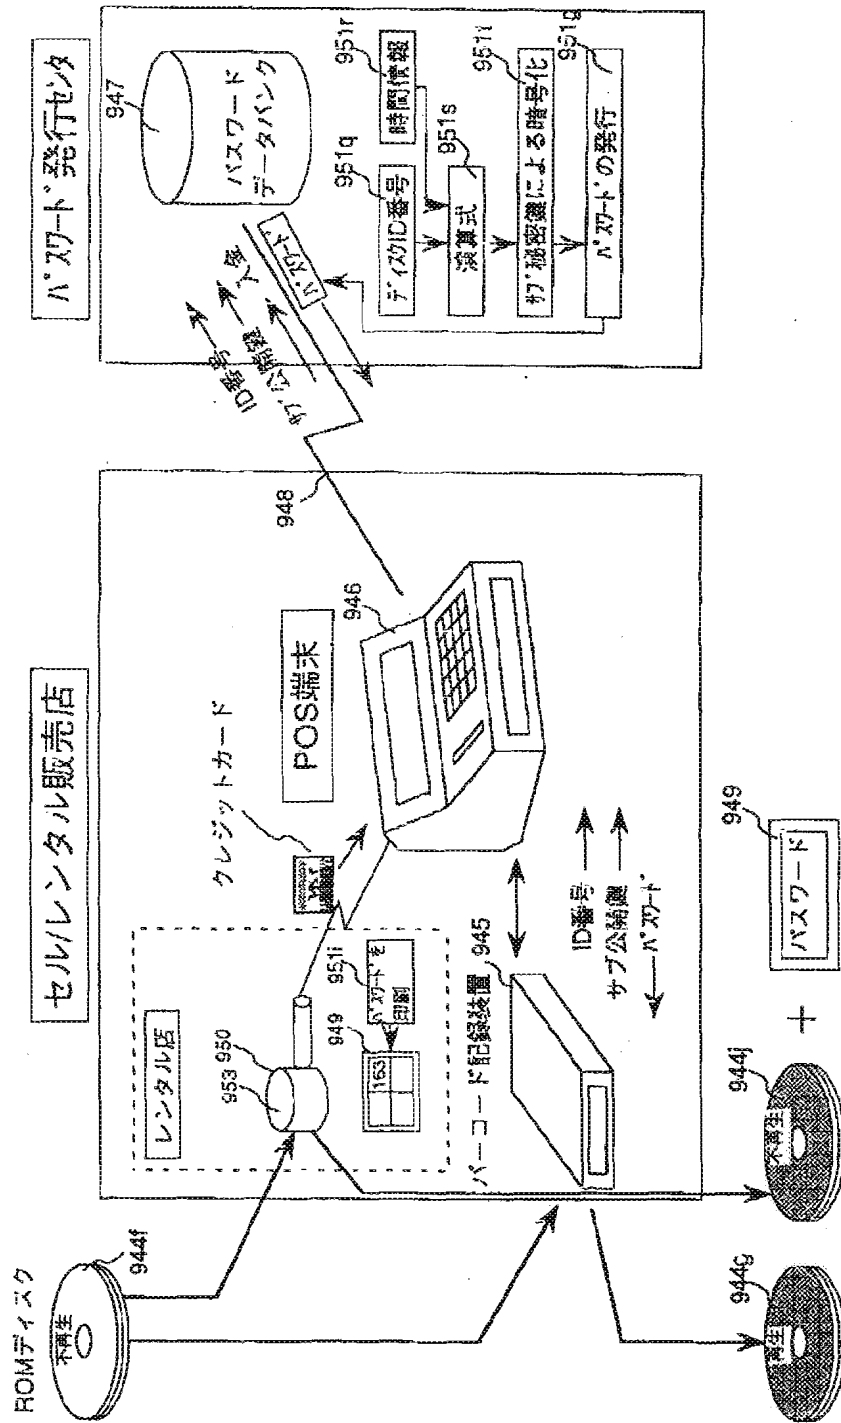 ROMディスク
不再生
944f
セル/レンタル販売店
レンタル店
953
950
949
163
951i
パスワードを
印刷
クレジットカード
POS端末
946
948
バーコード記録装置
945
ID番号
サブ公開鍵
パスワード
パスワード発行センタ
947
パスワード
データバンク
ID番号
サブ公開鍵
入金
パスワード
951q
ディスクID番号
951r
時間情報
951s
演算式
サブ秘密鍵による暗号化
951t
パスワードの発行
951g
944g
再生
944j
不再生
+
949
パスワード